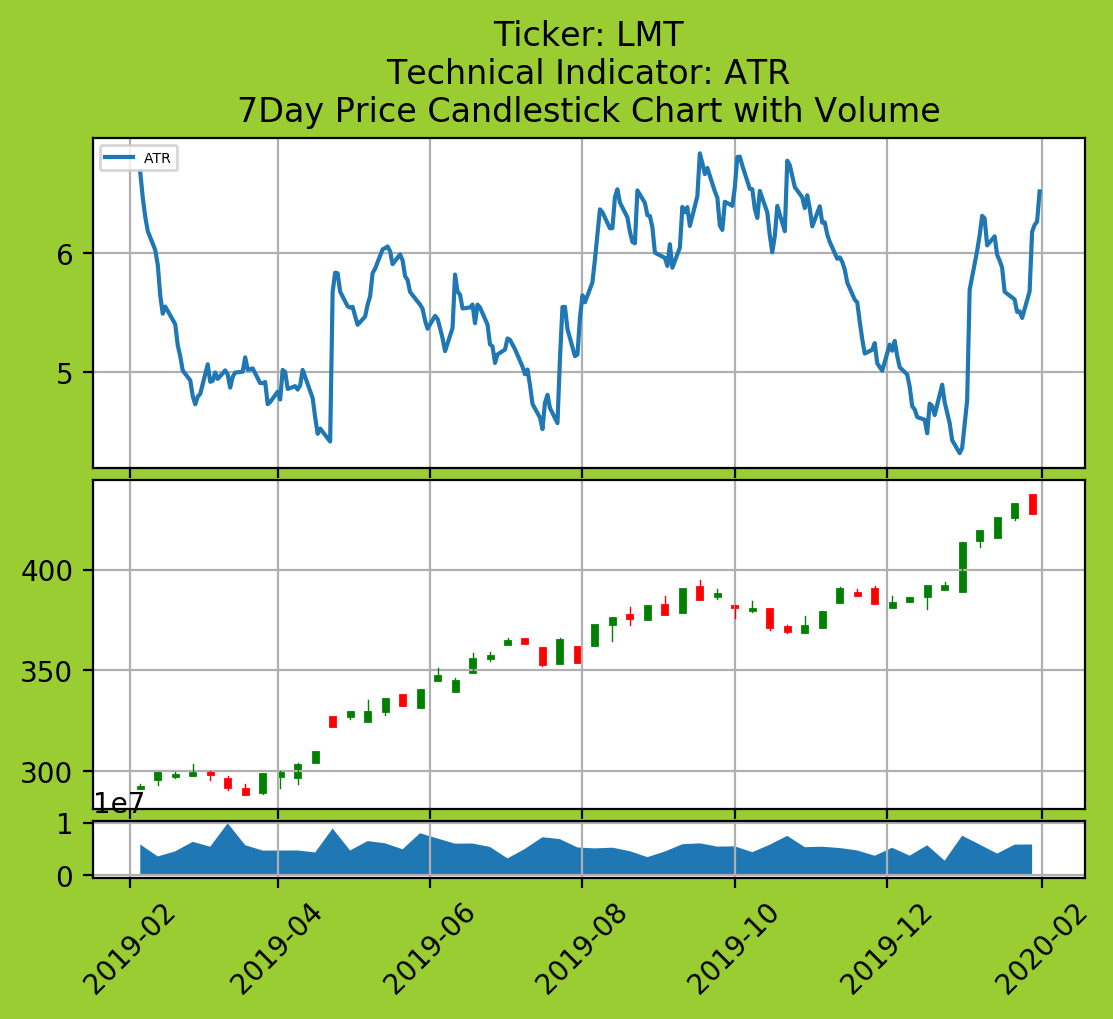 Ticker: LMT
Technical Indicator: ATR
7Day Price Candlestick Chart with Volume
ATR
6
5
400
350
300
1e7
1
0
2019-02
2019-04
2019-06
2019-08
2019-10
2019-12
2020-02